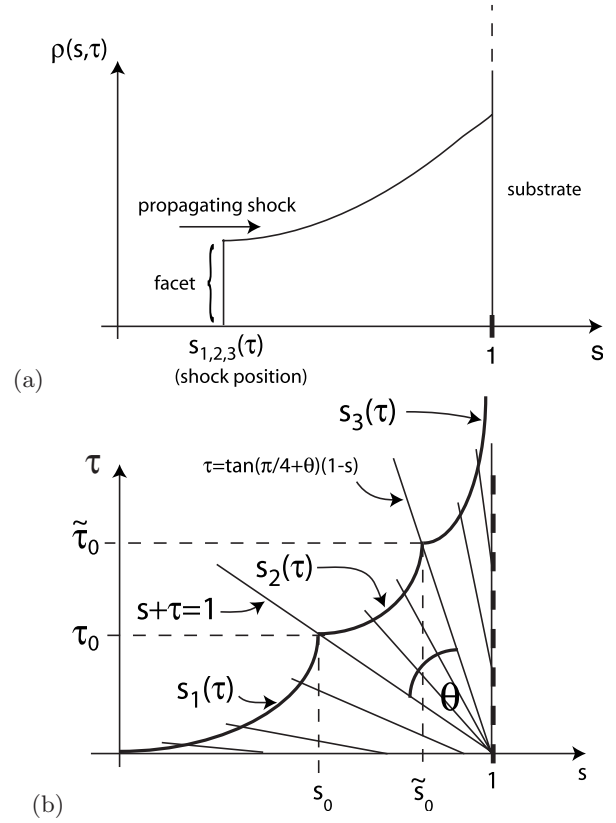 ρ(s,τ)
propagating shock
substrate
facet
s₁,₂,₃(τ)
(shock position)
1
s
(a)
s₃(τ)
τ
τ=tan(π/4+θ)(1-s)
τ̃₀
s₂(τ)
s+τ=1
τ₀
s₁(τ)
θ
s₀
s̃₀
1
s
(b)